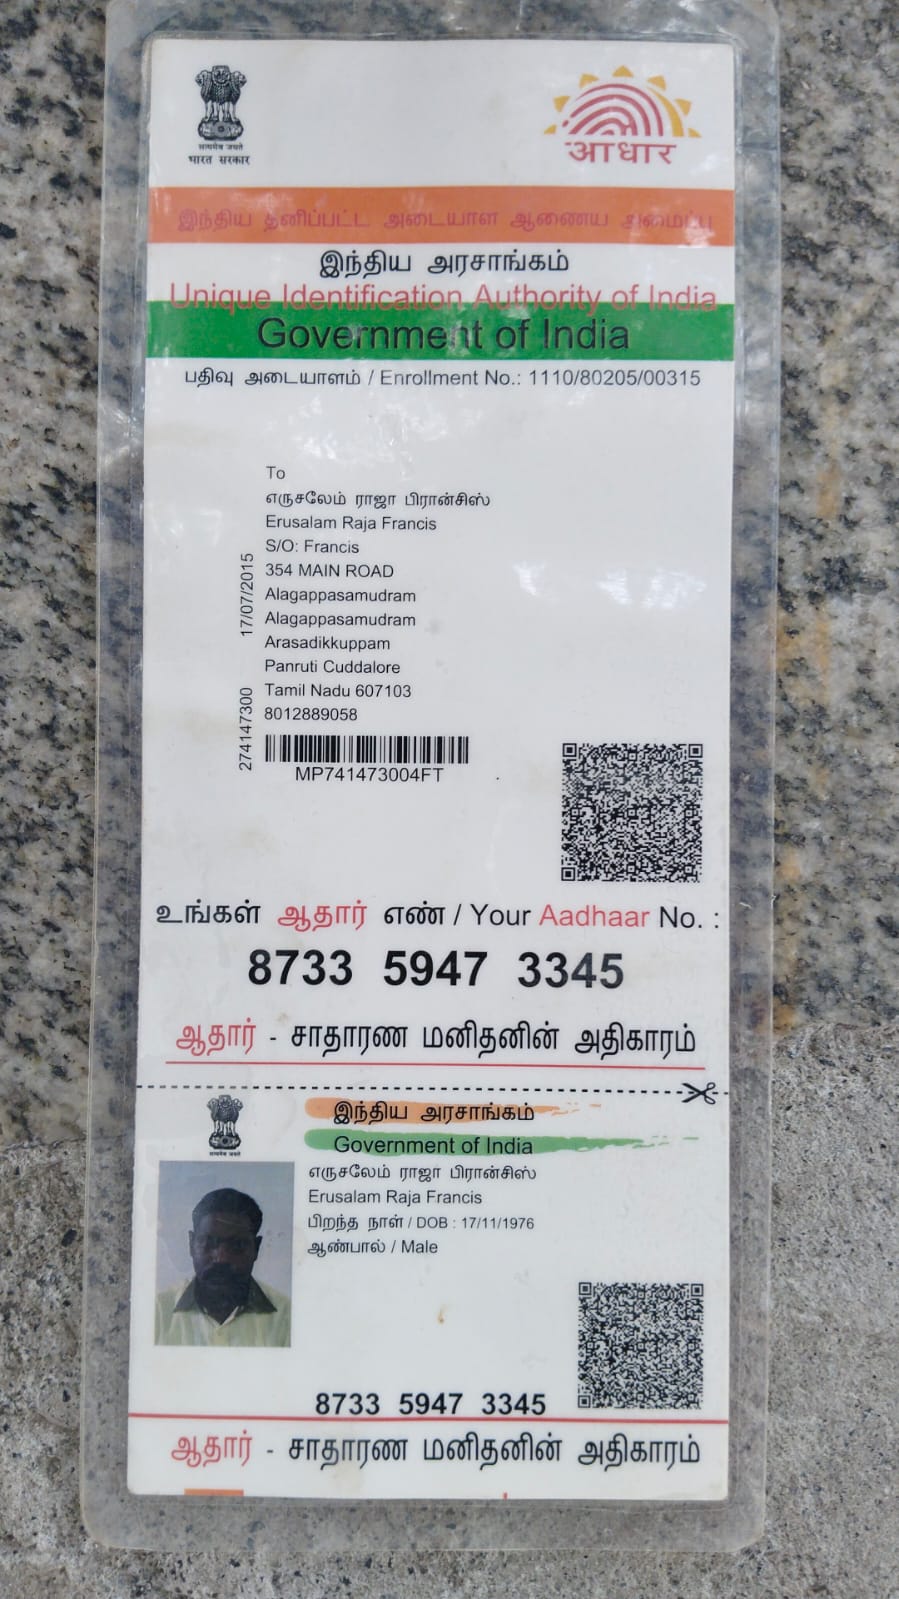 सत्यमेव जयते
भारत सरकार
आधार
இந்திய தனிப்பட்ட அடையாள ஆணைய அமைப்பு
இந்திய அரசாங்கம்
Unique Identification Authority of India
Government of India
பதிவு அடையாளம் / Enrollment No.: 1110/80205/00315
To
எருசலேம் ராஜா பிரான்சிஸ்
Erusalam Raja Francis
S/O: Francis
354 MAIN ROAD
Alagappasamudram
Alagappasamudram
Arasadikkuppam
Panruti Cuddalore
Tamil Nadu 607103
8012889058
17/07/2015
274147300
MP741473004FT
உங்கள் ஆதார் எண் / Your Aadhaar No. :
8733 5947 3345
ஆதார் - சாதாரண மனிதனின் அதிகாரம்
सत्यमेव जयते
இந்திய அரசாங்கம்
Government of India
எருசலேம் ராஜா பிரான்சிஸ்
Erusalam Raja Francis
பிறந்த நாள் / DOB : 17/11/1976
ஆண்பால் / Male
8733 5947 3345
ஆதார் - சாதாரண மனிதனின் அதிகாரம்